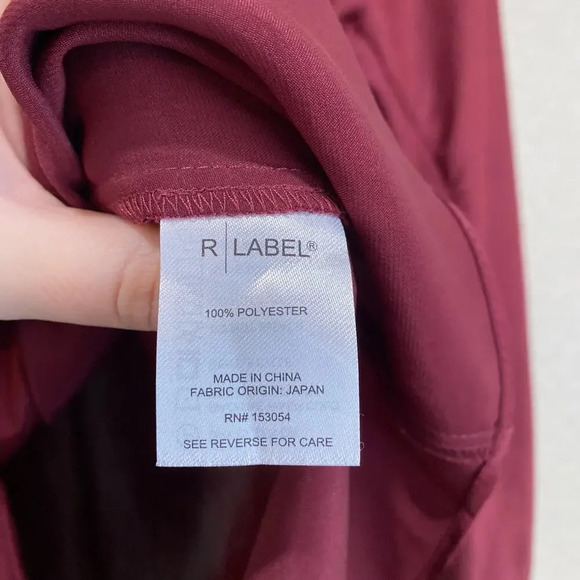 R | LABEL®
100% POLYESTER
MADE IN CHINA
FABRIC ORIGIN: JAPAN
RN# 153054
SEE REVERSE FOR CARE